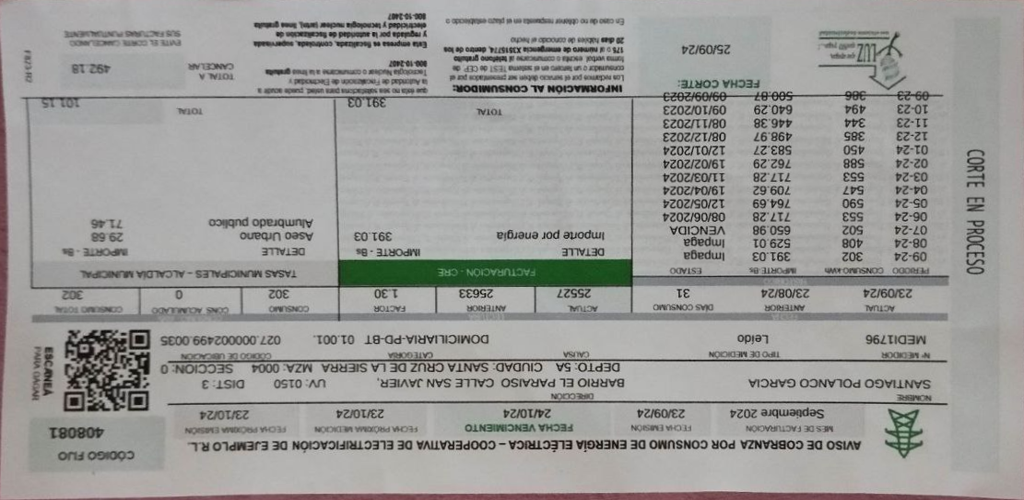 CÓDIGO FIJO
408081
AVISO DE COBRANZA POR CONSUMO DE ENERGÍA ELÉCTRICA – COOPERATIVA DE ELECTRIFICACIÓN DE EJEMPLO R.L.
MES DE FACTURACIÓN FECHA EMISIÓN FECHA VENCIMIENTO FECHA PRÓXIMA MEDICIÓN FECHA PRÓXIMA EMISIÓN
Septiembre 2024 23/09/24 24/10/24 23/10/24 23/10/24
NOMBRE DIRECCIÓN
SANTIAGO POLANCO GARCIA BARRIO EL PARAISO CALLE SAN JAVIER, UV: 0150 DIST: 3
DEPTO: 5A CIUDAD: SANTA CRUZ DE LA SIERRA MZA: 0004 SECCION: 0
ESCANEA
PARA PAGAR
Nº MEDIDOR TIPO DE MEDICIÓN CAUSA CATEGORÍA CÓDIGO DE UBICACIÓN
MED11796 Leído DOMICILIARIA-PD-BT 01.001. 027.000002499.0035
ACTUAL ANTERIOR DIAS CONSUMO ACTUAL ANTERIOR FACTOR CONSUMO CONS. ACUMULADO CONSUMO TOTAL
23/09/24 23/08/24 31 25527 25633 1.30 302 0 302
PERIODO CONSUMO kWh IMPORTE-Bs ESTADO
09-24 302 391.03 Impaga
08-24 408 529.01 Impaga
07-24 502 650.98 VENCIDA
06-24 553 717.28 08/06/2024
05-24 590 764.69 12/05/2024
04-24 547 709.62 19/04/2024
03-24 553 717.28 11/03/2024
02-24 588 762.29 19/02/2024
01-24 450 583.27 12/01/2024
12-23 385 498.97 08/12/2023
11-23 344 446.38 08/11/2023
10-23 494 640.29 09/10/2023
09-23 386 500.87 09/09/2023
FACTURACIÓN - CRE
DETALLE IMPORTE - Bs
Importe por energía 391.03
TOTAL 391.03
TASAS MUNICIPALES - ALCALDÍA MUNICIPAL
DETALLE IMPORTE - Bs
Aseo Urbano 29.68
Alumbrado publico 71.46
TOTAL 101.15
LUZ
FECHA CORTE:
25/09/24
INFORMACIÓN AL CONSUMIDOR:
Los reclamos por el servicio deben ser presentados por el
consumidor o un tercero en el sistema TEST de CEP de
forma verbal, escrita o comunicarse al teléfono gratuito
175 o al número de emergencia X3515774, dentro de los
20 días hábiles de conocido el hecho
En caso de no obtener respuesta en el plazo establecido o
que ésta no sea satisfactoria para usted, puede acudir a
la Autoridad de Fiscalización de Electricidad y
Tecnología Nuclear o comunicarse a la línea gratuita
800-10-2407
Esta empresa es fiscalizada, controlada, supervisada
y regulada por la autoridad de fiscalización de
electricidad y tecnología nuclear (aetn), línea gratuita
800-10-2407
TOTAL A
CANCELAR
492.18
EVITE EL CORTE CANCELANDO
SUS FACTURAS PUNTUALMENTE
CORTE EN PROCESO